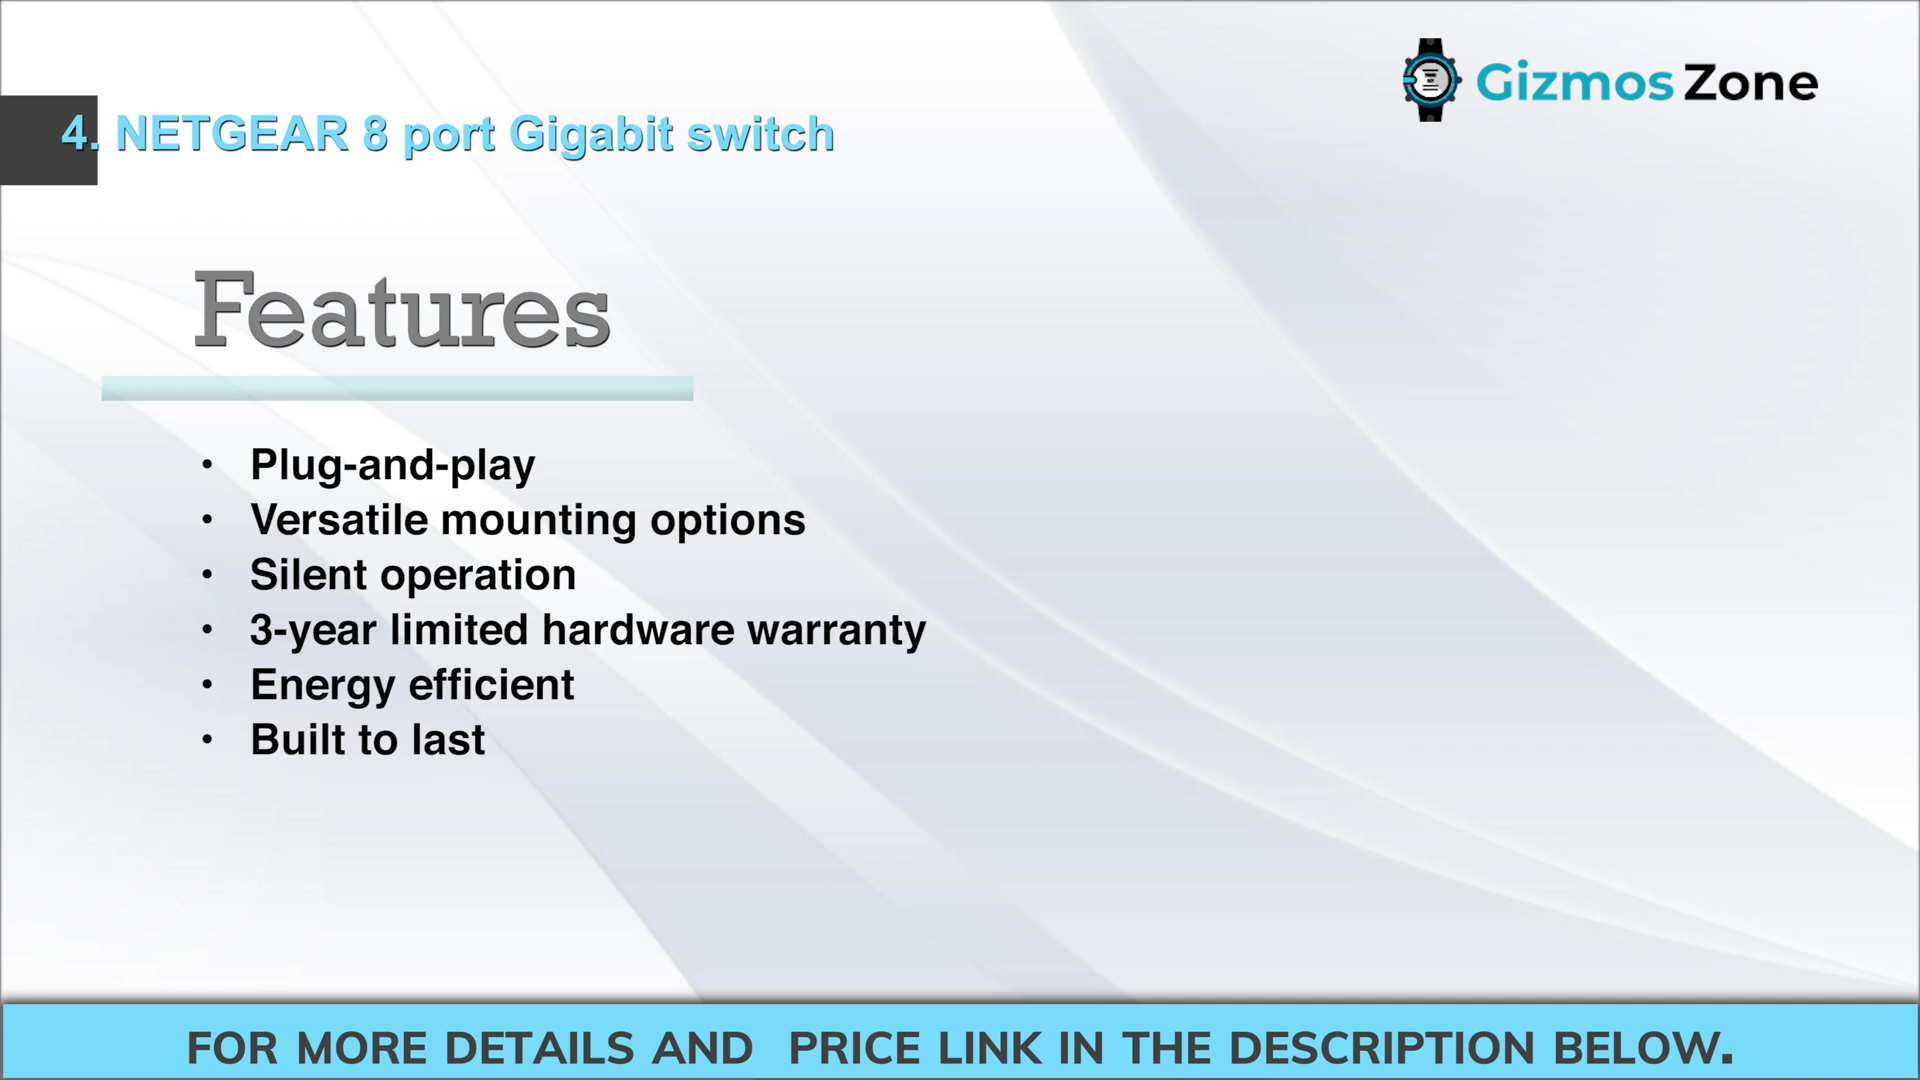 Gizmos Zone
4. NETGEAR 8 port Gigabit switch
Features
• Plug-and-play
• Versatile mounting options
• Silent operation
• 3-year limited hardware warranty
• Energy efficient
• Built to last
FOR MORE DETAILS AND PRICE LINK IN THE DESCRIPTION BELOW.